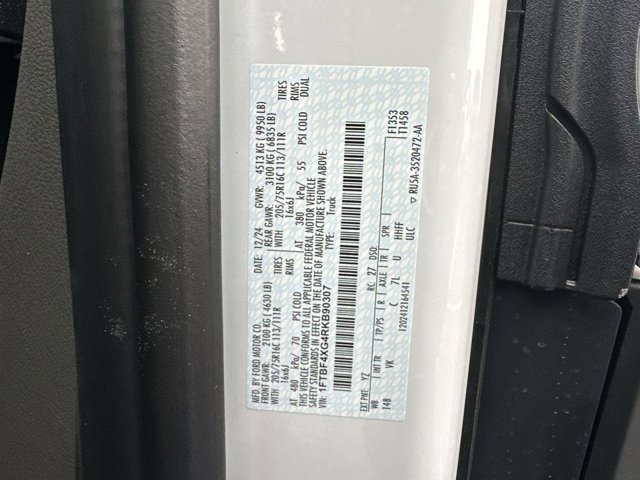 MFD. BY FORD MOTOR CO. DATE: 12/24 GVWR: 4513 KG ( 9950 LB)
FRONT GAWR: 2100 KG ( 4630 LB) REAR GAWR: 3100 KG ( 6835 LB)
WITH 205/75R16C 113/111R TIRES WITH 205/75R16C 113/111R TIRES
16x6J RIMS 16x6J RIMS
AT 480 kPa/ 70 PSI COLD AT 380 kPa/ 55 PSI COLD DUAL
THIS VEHICLE CONFORMS TO ALL APPLICABLE FEDERAL MOTOR VEHICLE
SAFETY STANDARDS IN EFFECT ON THE DATE OF MANUFACTURE SHOWN ABOVE.
VIN: 1FTBF4XG4RKB90307 TYPE: Truck
EXT PNT: YZ RC: 27 DSO: F1353
WB INT TR TP/PS R AXLE TR SPR T1458
148 VK C 7L U HHFF
1202412164541 ULC
▽ RU5A-3520472-AA